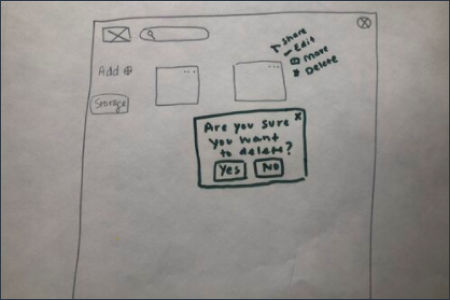 Share
Edit
Move
Delete
Add
Storage
Are you sure
you want
to delete?
Yes
No
x